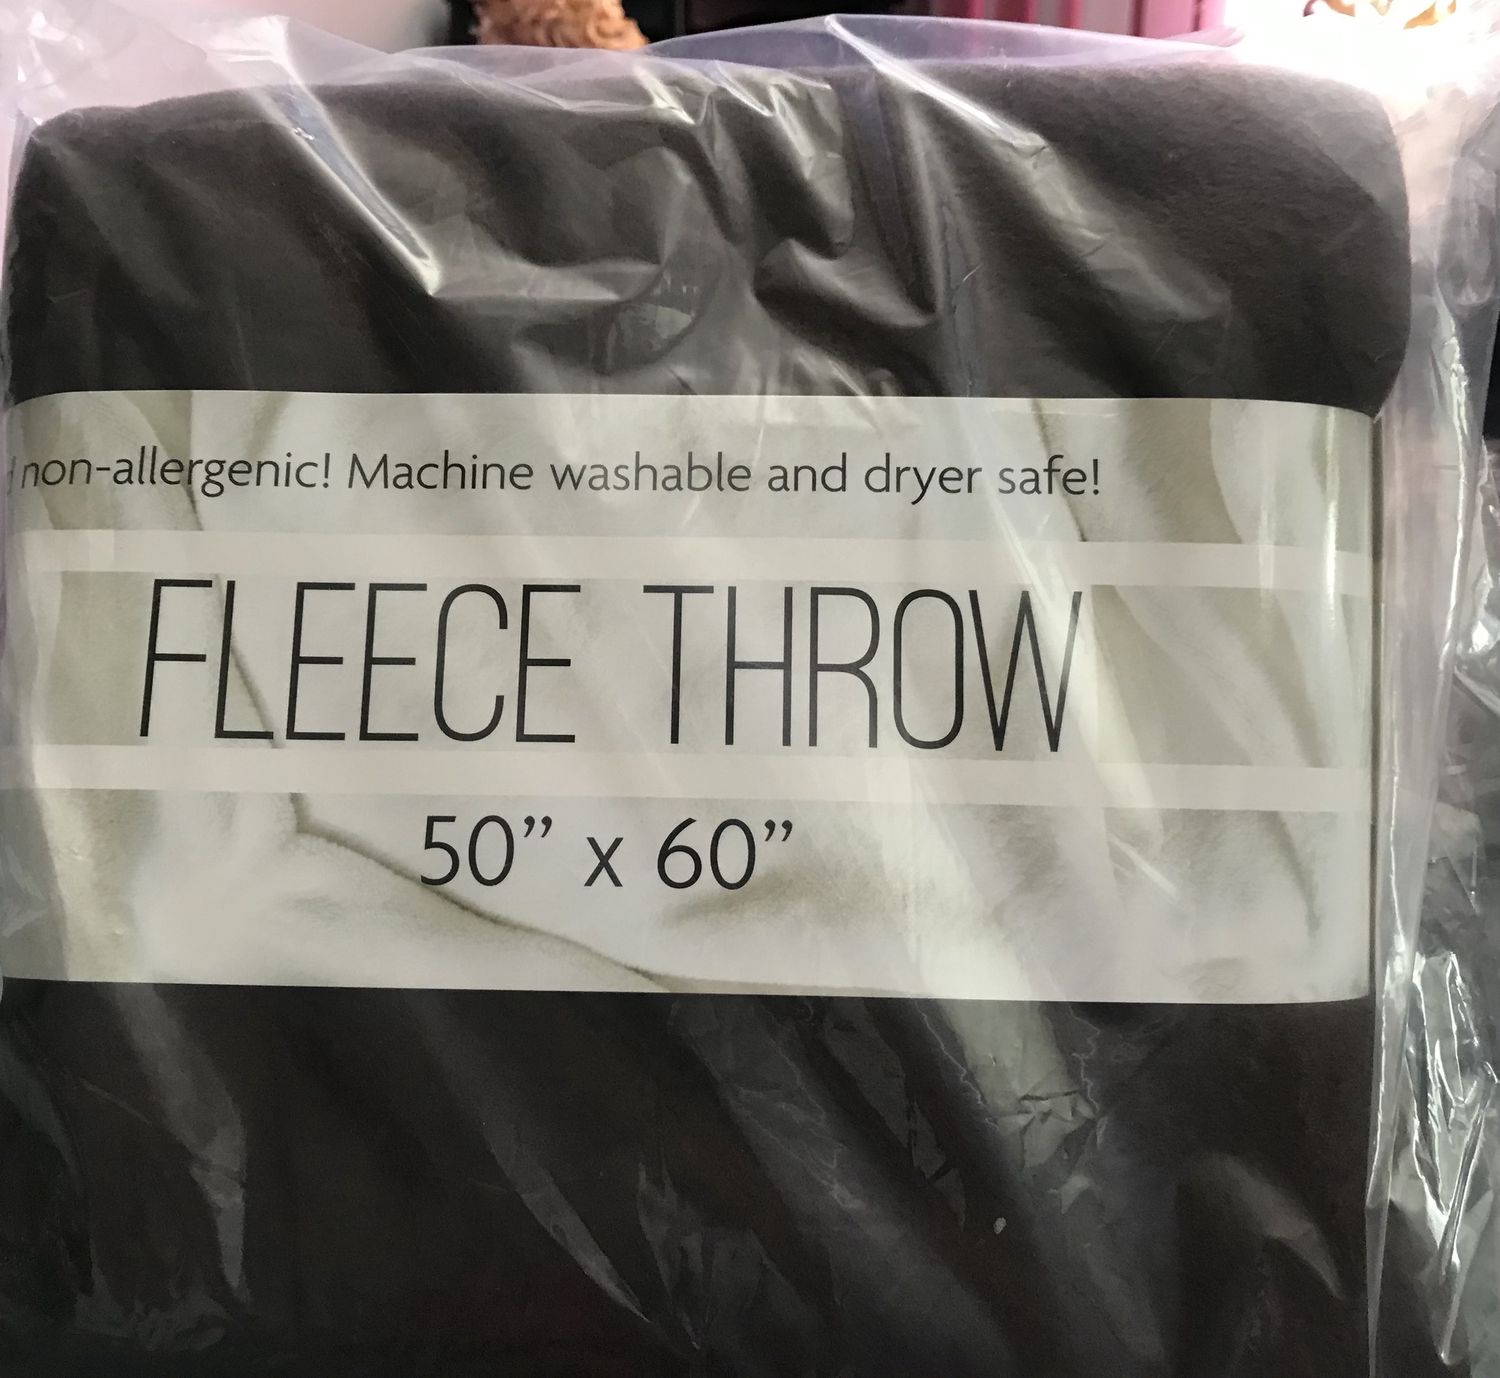 non-allergenic! Machine washable and dryer safe!
FLEECE THROW
50” x 60”